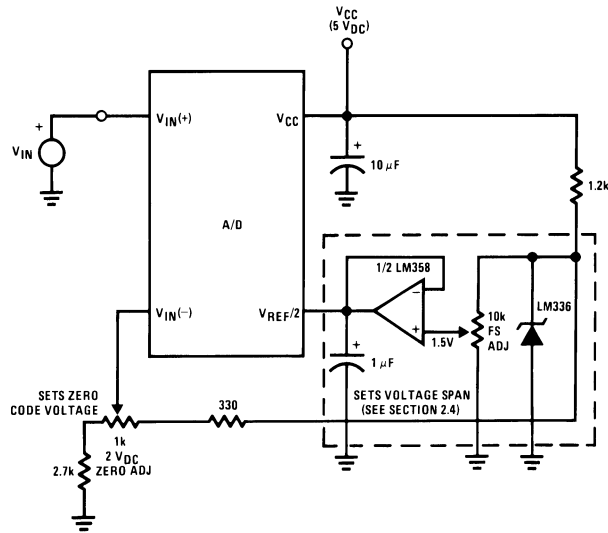 VCC
(5 VDC)
VIN(+)
VCC
+
VIN
+
10 μF
1.2k
A/D
1/2 LM358
–
LM336
VIN(–)
VREF/2
+
10k
FS
ADJ
1.5V
+
1 μF
SETS ZERO
CODE VOLTAGE
SETS VOLTAGE SPAN
(SEE SECTION 2.4)
330
1k
2 VDC
ZERO ADJ
2.7k